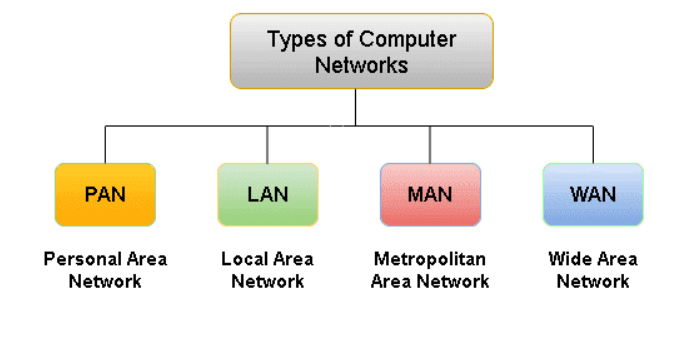 Types of Computer
Networks
PAN
LAN
MAN
WAN
Personal Area
Network
Local Area
Network
Metropolitan
Area Network
Wide Area
Network